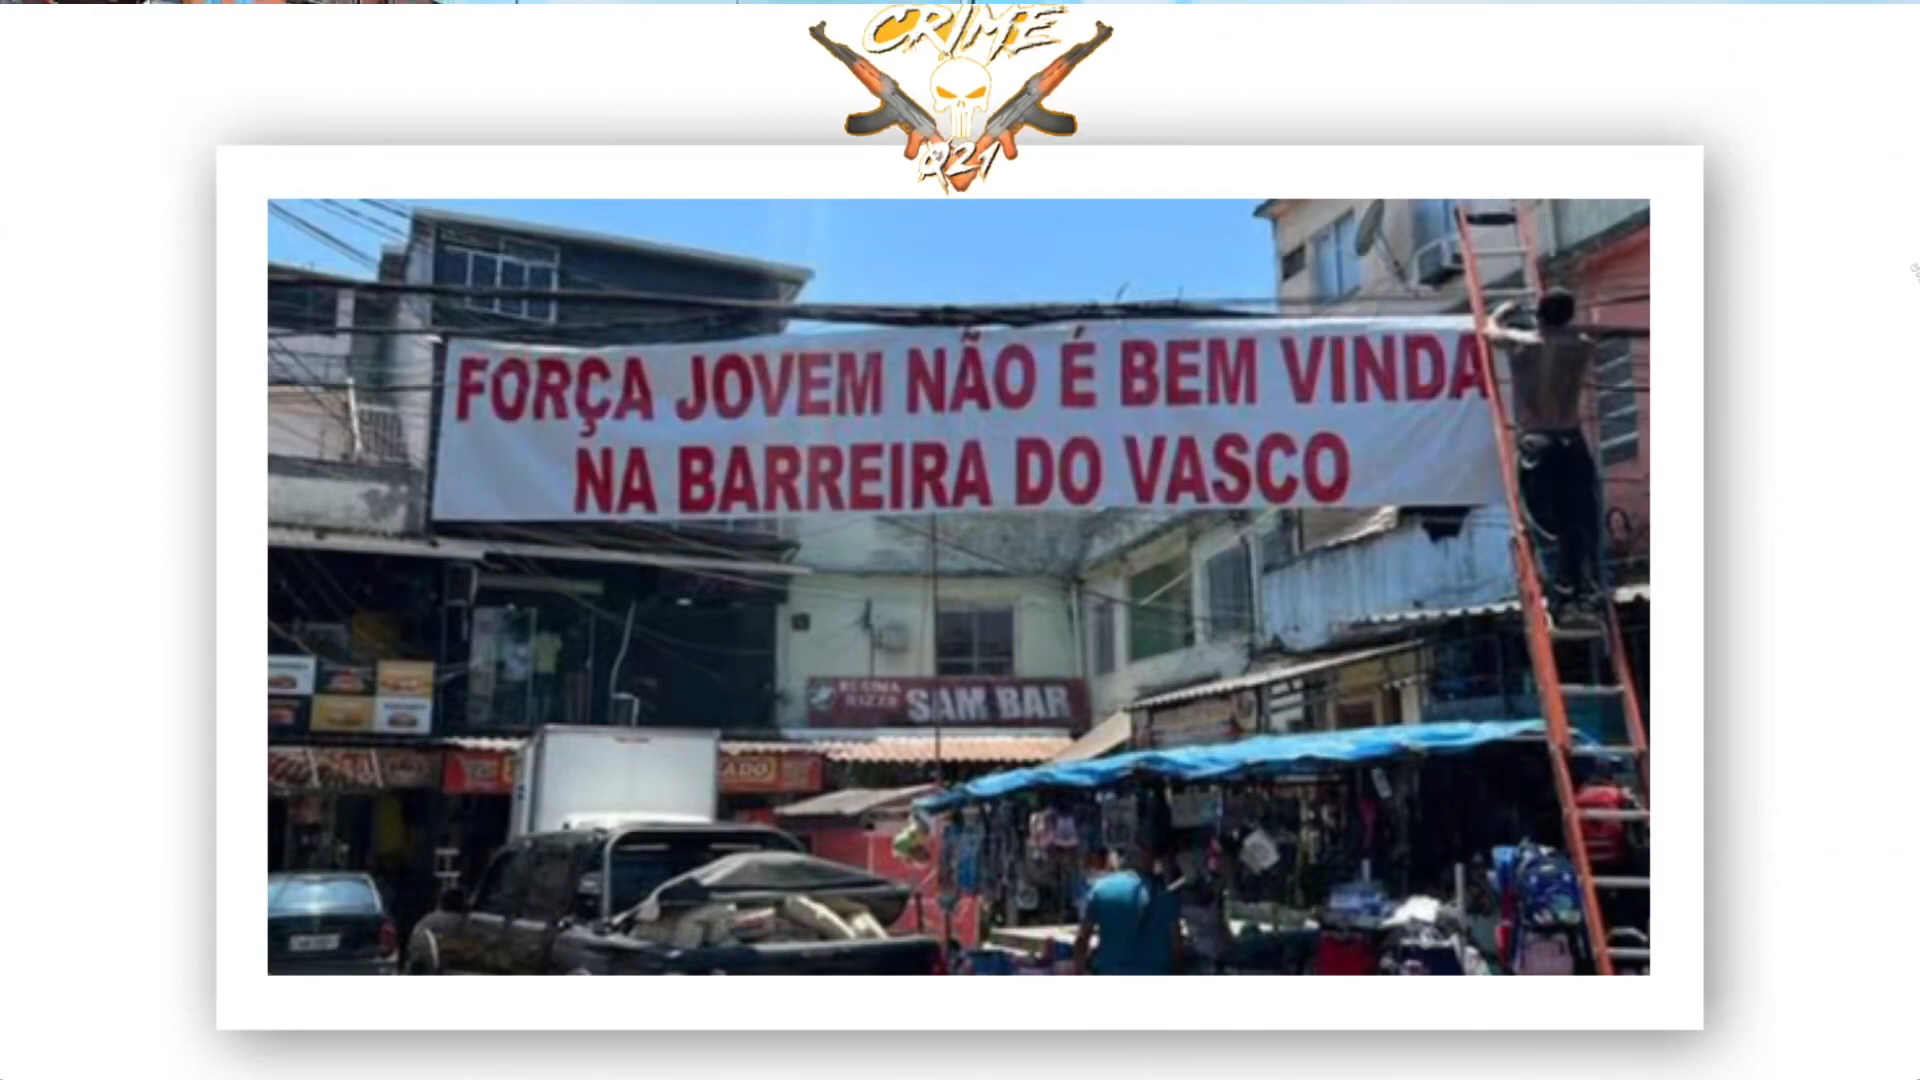 CRIME
021
FORÇA JOVEM NÃO É BEM VINDA
NA BARREIRA DO VASCO
SAM BAR